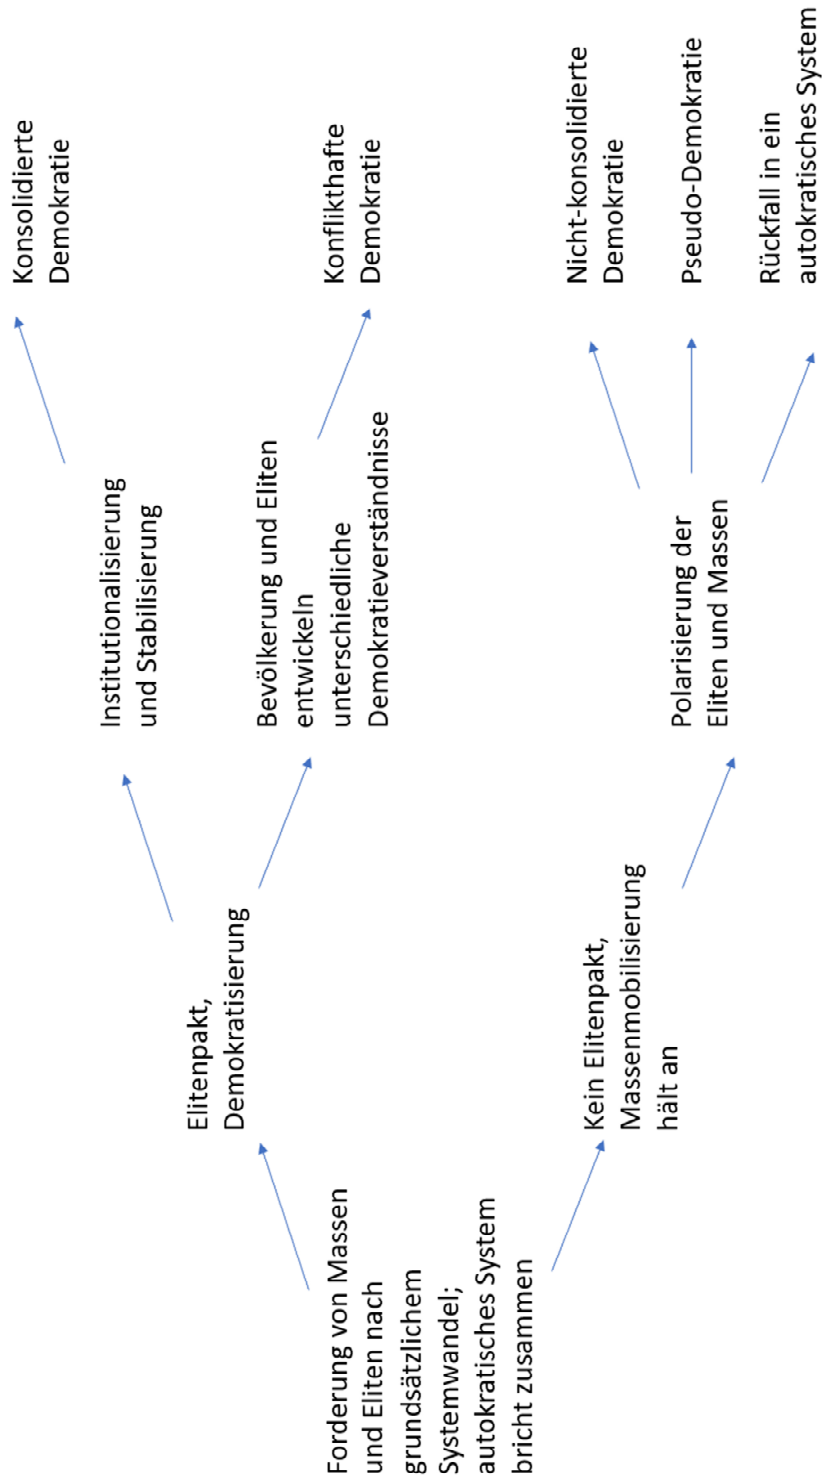 Forderung von Massen
und Eliten nach
grundsätzlichem
Systemwandel;
autokratisches System
bricht zusammen
Elitenpakt,
Demokratisierung
Kein Elitenpakt,
Massenmobilisierung
hält an
Institutionalisierung
und Stabilisierung
Bevölkerung und Eliten
entwickeln
unterschiedliche
Demokratieverständnisse
Polarisierung der
Eliten und Massen
Konsolidierte
Demokratie
Konflikthafte
Demokratie
Nicht-konsolidierte
Demokratie
Pseudo-Demokratie
Rückfall in ein
autokratisches System